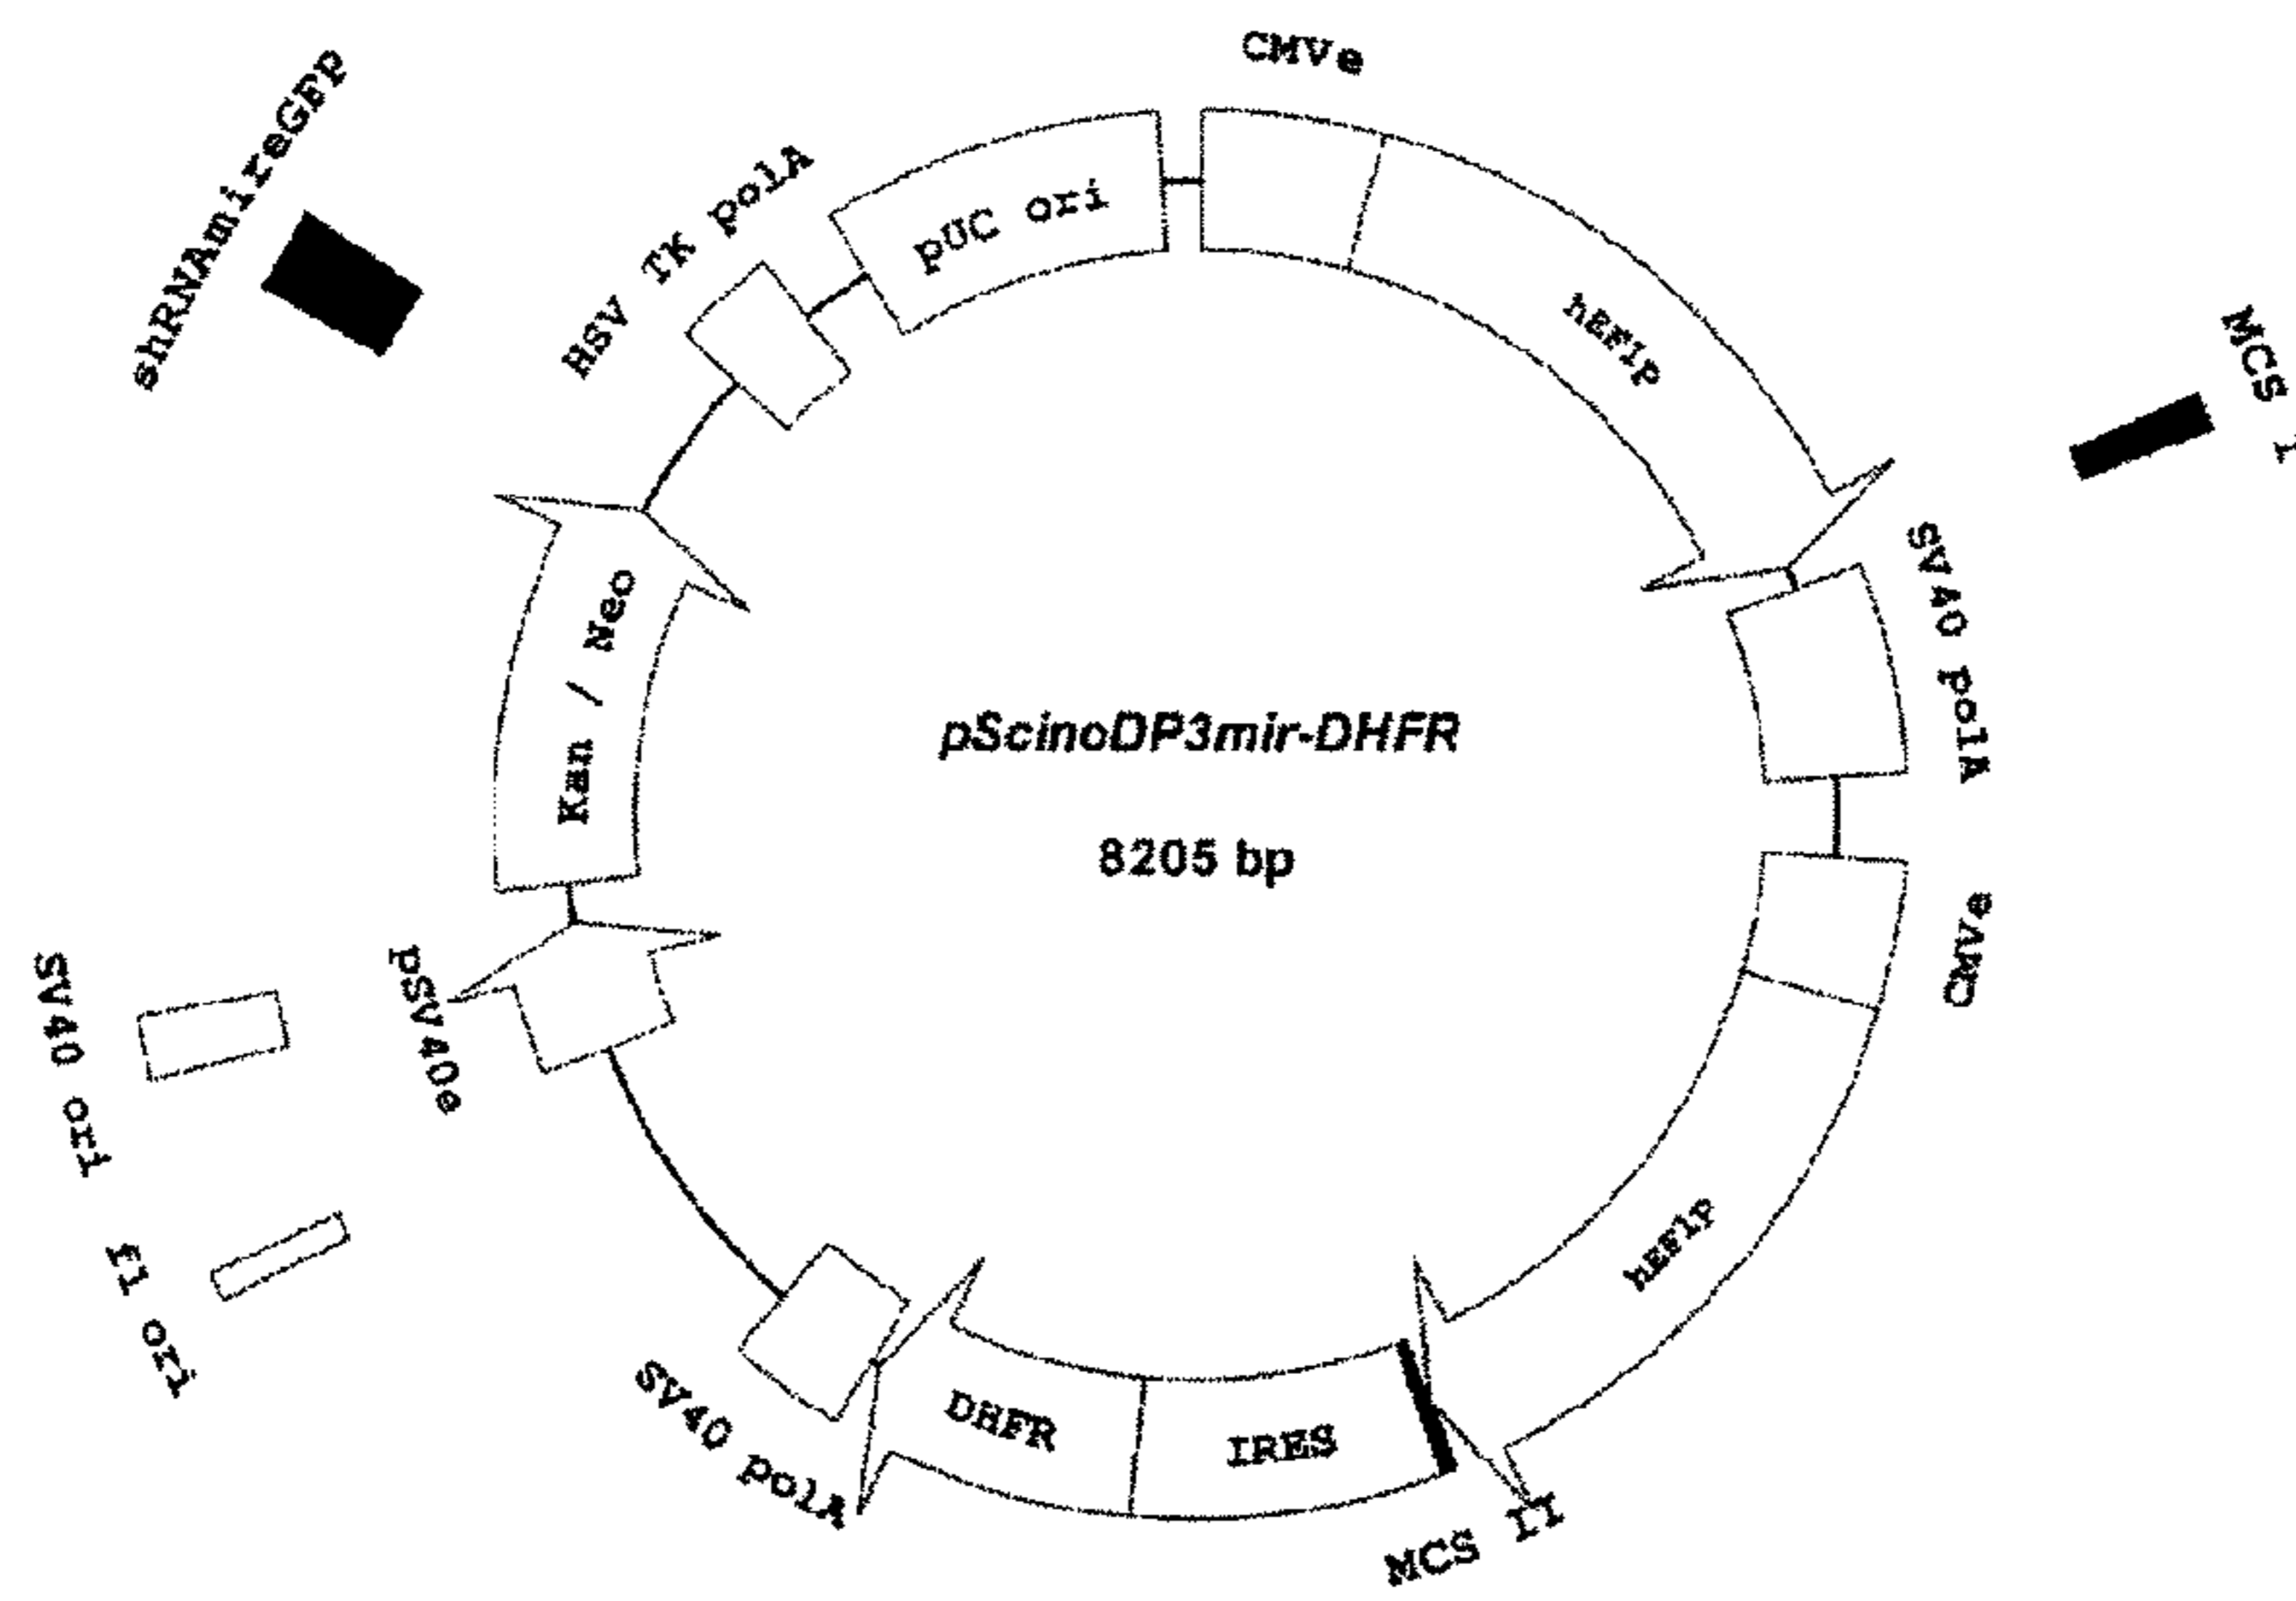 CMVe
shRNAmireGFP
HSV TK polA
pUC ori
hEF1p
MCS I
SV40 polA
Kan / Neo
pScinoDP3mir-DHFR
8205 bp
CMVe
pSV40e
SV40 ori
f1 ori
hEF1p
SV40 polA
DHFR
IRES
MCS II